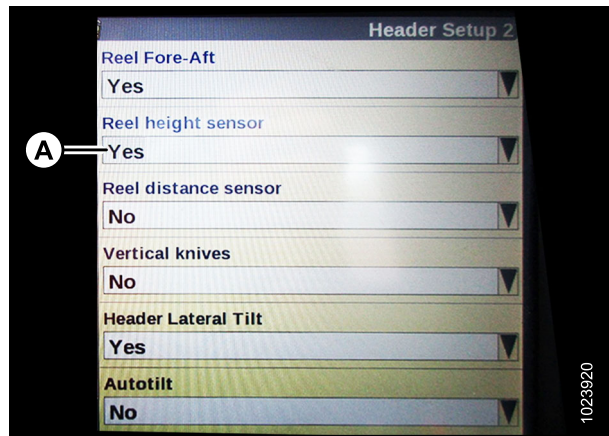 Header Setup 2
Reel Fore-Aft
Yes
Reel height sensor
A
Yes
Reel distance sensor
No
Vertical knives
No
Header Lateral Tilt
Yes
Autotilt
No
1023920